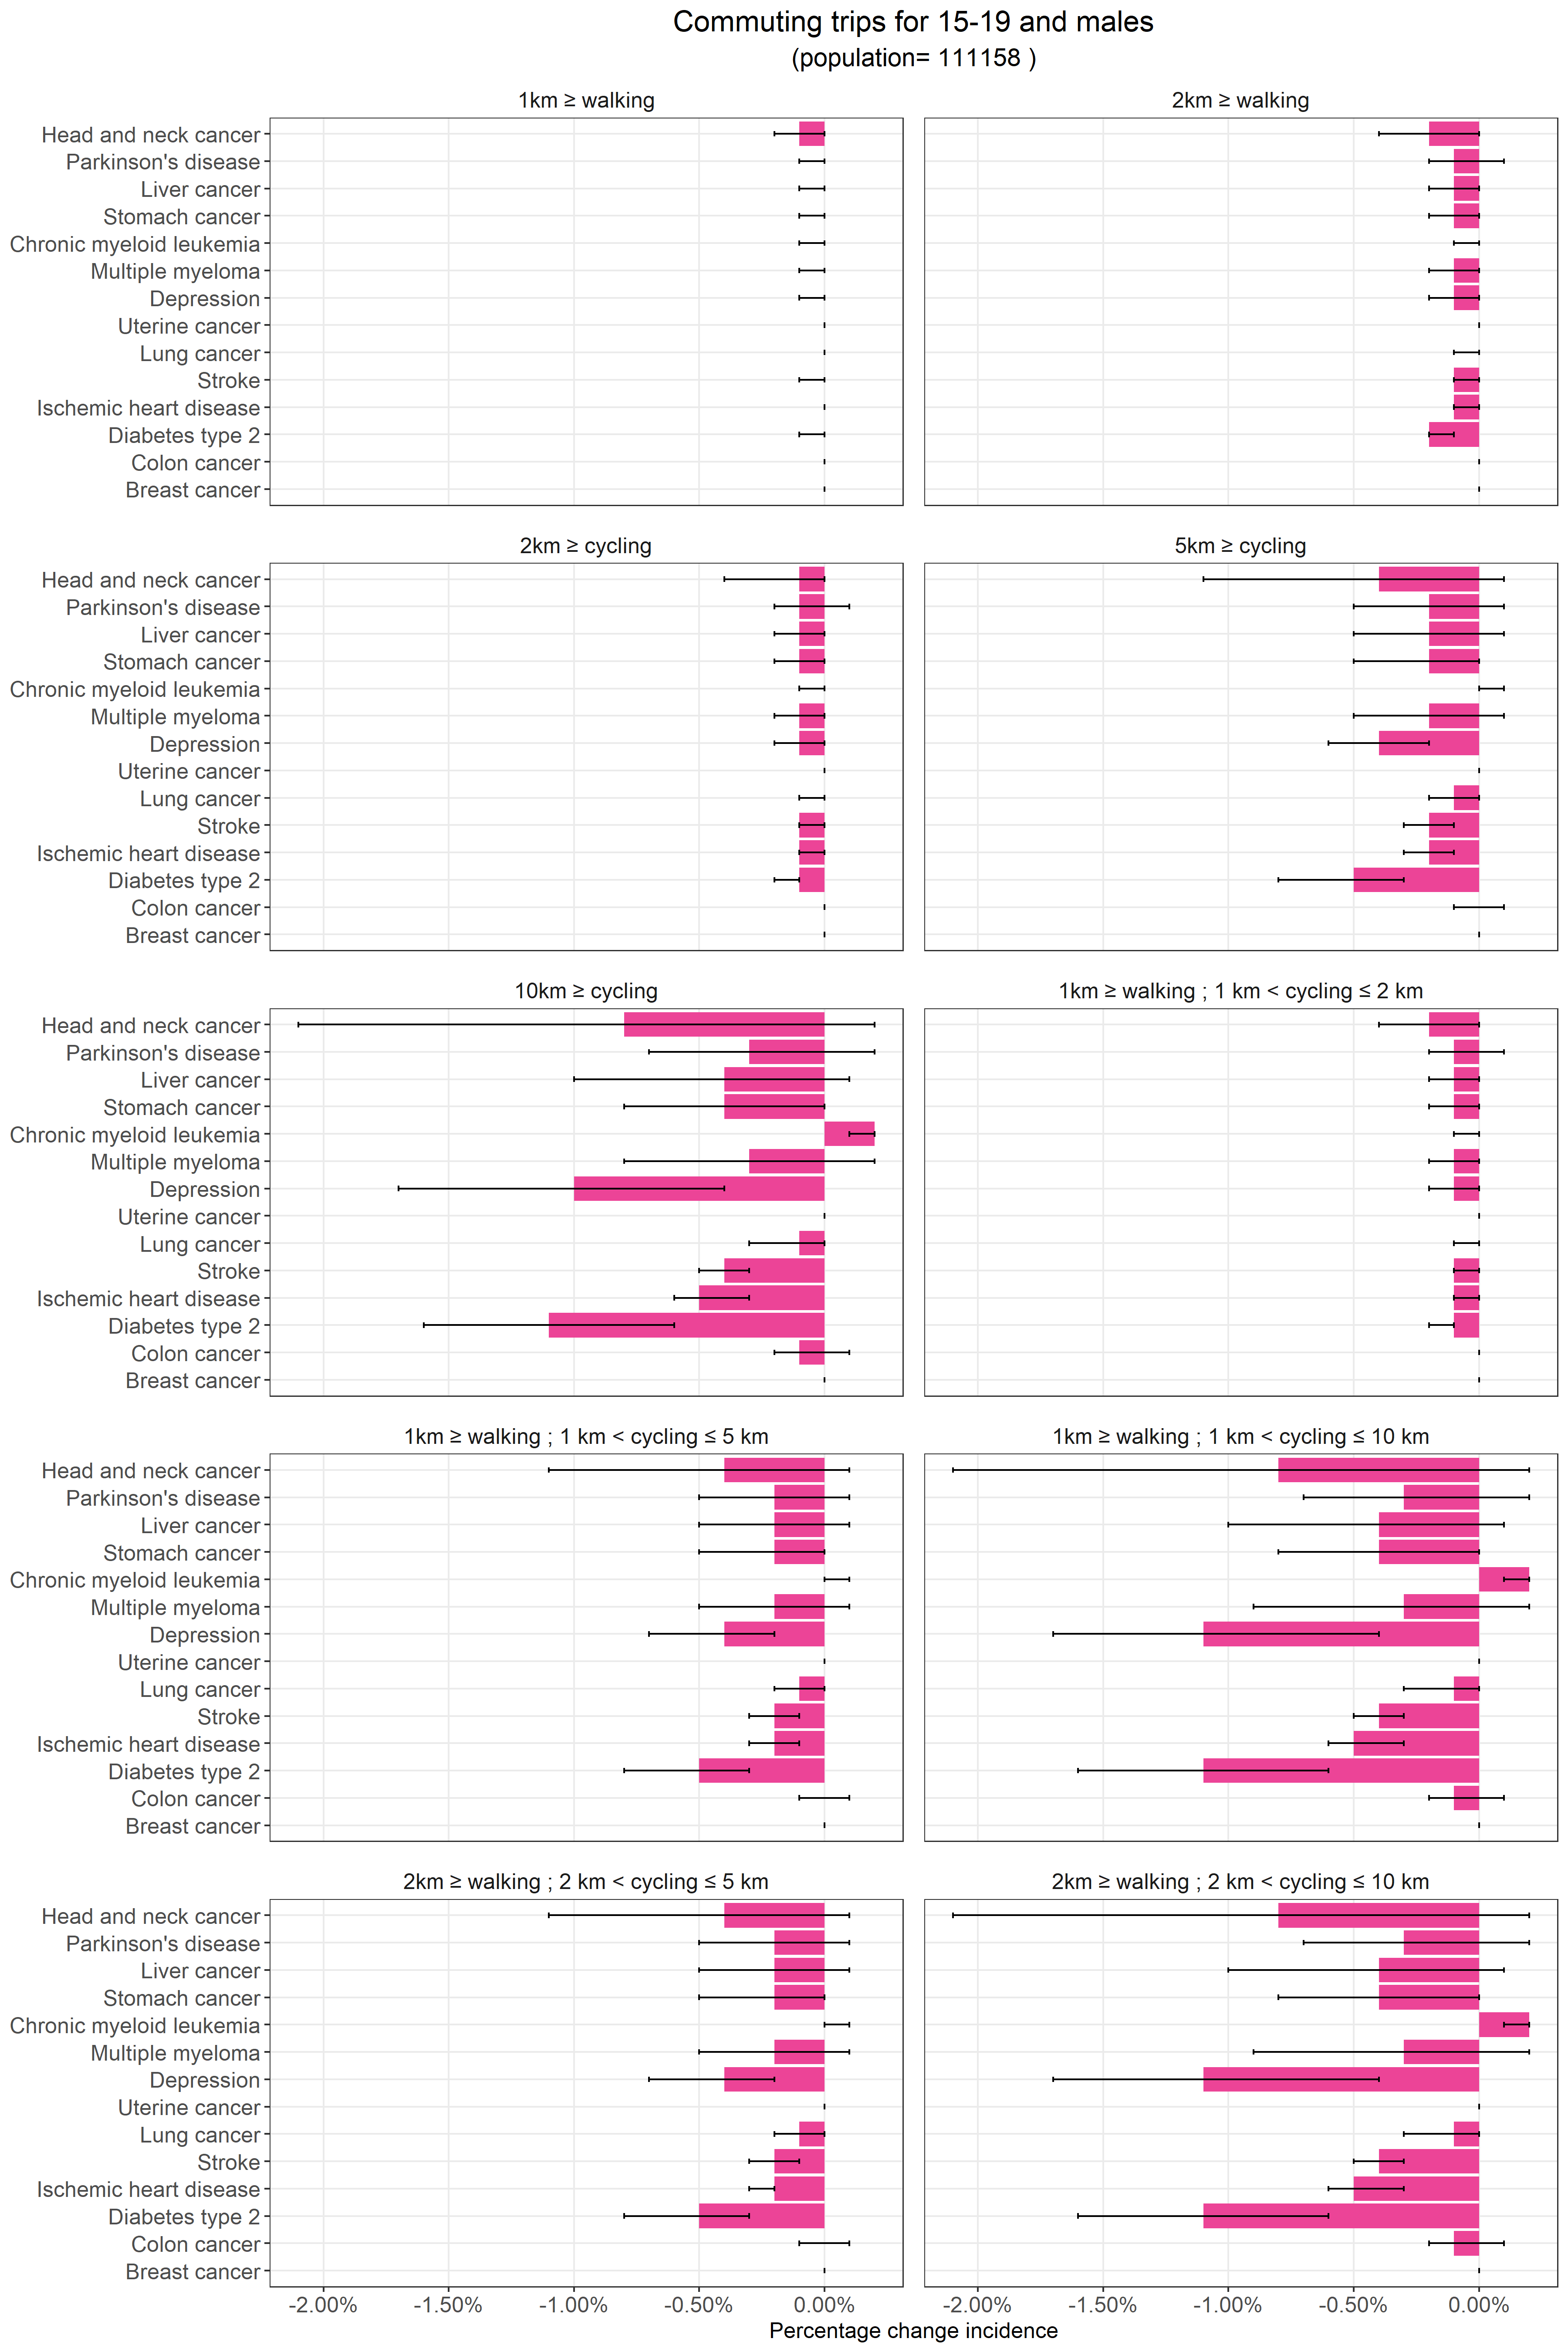 Commuting trips for 15-19 and males
(population= 111158 )
1km ≥ walking
2km ≥ walking
Head and neck cancer
Parkinson's disease
Liver cancer
Stomach cancer
Chronic myeloid leukemia
Multiple myeloma
Depression
Uterine cancer
Lung cancer
Stroke
Ischemic heart disease
Diabetes type 2
Colon cancer
Breast cancer
2km ≥ cycling
5km ≥ cycling
Head and neck cancer
Parkinson's disease
Liver cancer
Stomach cancer
Chronic myeloid leukemia
Multiple myeloma
Depression
Uterine cancer
Lung cancer
Stroke
Ischemic heart disease
Diabetes type 2
Colon cancer
Breast cancer
10km ≥ cycling
1km ≥ walking ; 1 km < cycling ≤ 2 km
Head and neck cancer
Parkinson's disease
Liver cancer
Stomach cancer
Chronic myeloid leukemia
Multiple myeloma
Depression
Uterine cancer
Lung cancer
Stroke
Ischemic heart disease
Diabetes type 2
Colon cancer
Breast cancer
1km ≥ walking ; 1 km < cycling ≤ 5 km
1km ≥ walking ; 1 km < cycling ≤ 10 km
Head and neck cancer
Parkinson's disease
Liver cancer
Stomach cancer
Chronic myeloid leukemia
Multiple myeloma
Depression
Uterine cancer
Lung cancer
Stroke
Ischemic heart disease
Diabetes type 2
Colon cancer
Breast cancer
2km ≥ walking ; 2 km < cycling ≤ 5 km
2km ≥ walking ; 2 km < cycling ≤ 10 km
Head and neck cancer
Parkinson's disease
Liver cancer
Stomach cancer
Chronic myeloid leukemia
Multiple myeloma
Depression
Uterine cancer
Lung cancer
Stroke
Ischemic heart disease
Diabetes type 2
Colon cancer
Breast cancer
-2.00% -1.50% -1.00% -0.50% 0.00%
-2.00% -1.50% -1.00% -0.50% 0.00%
Percentage change incidence